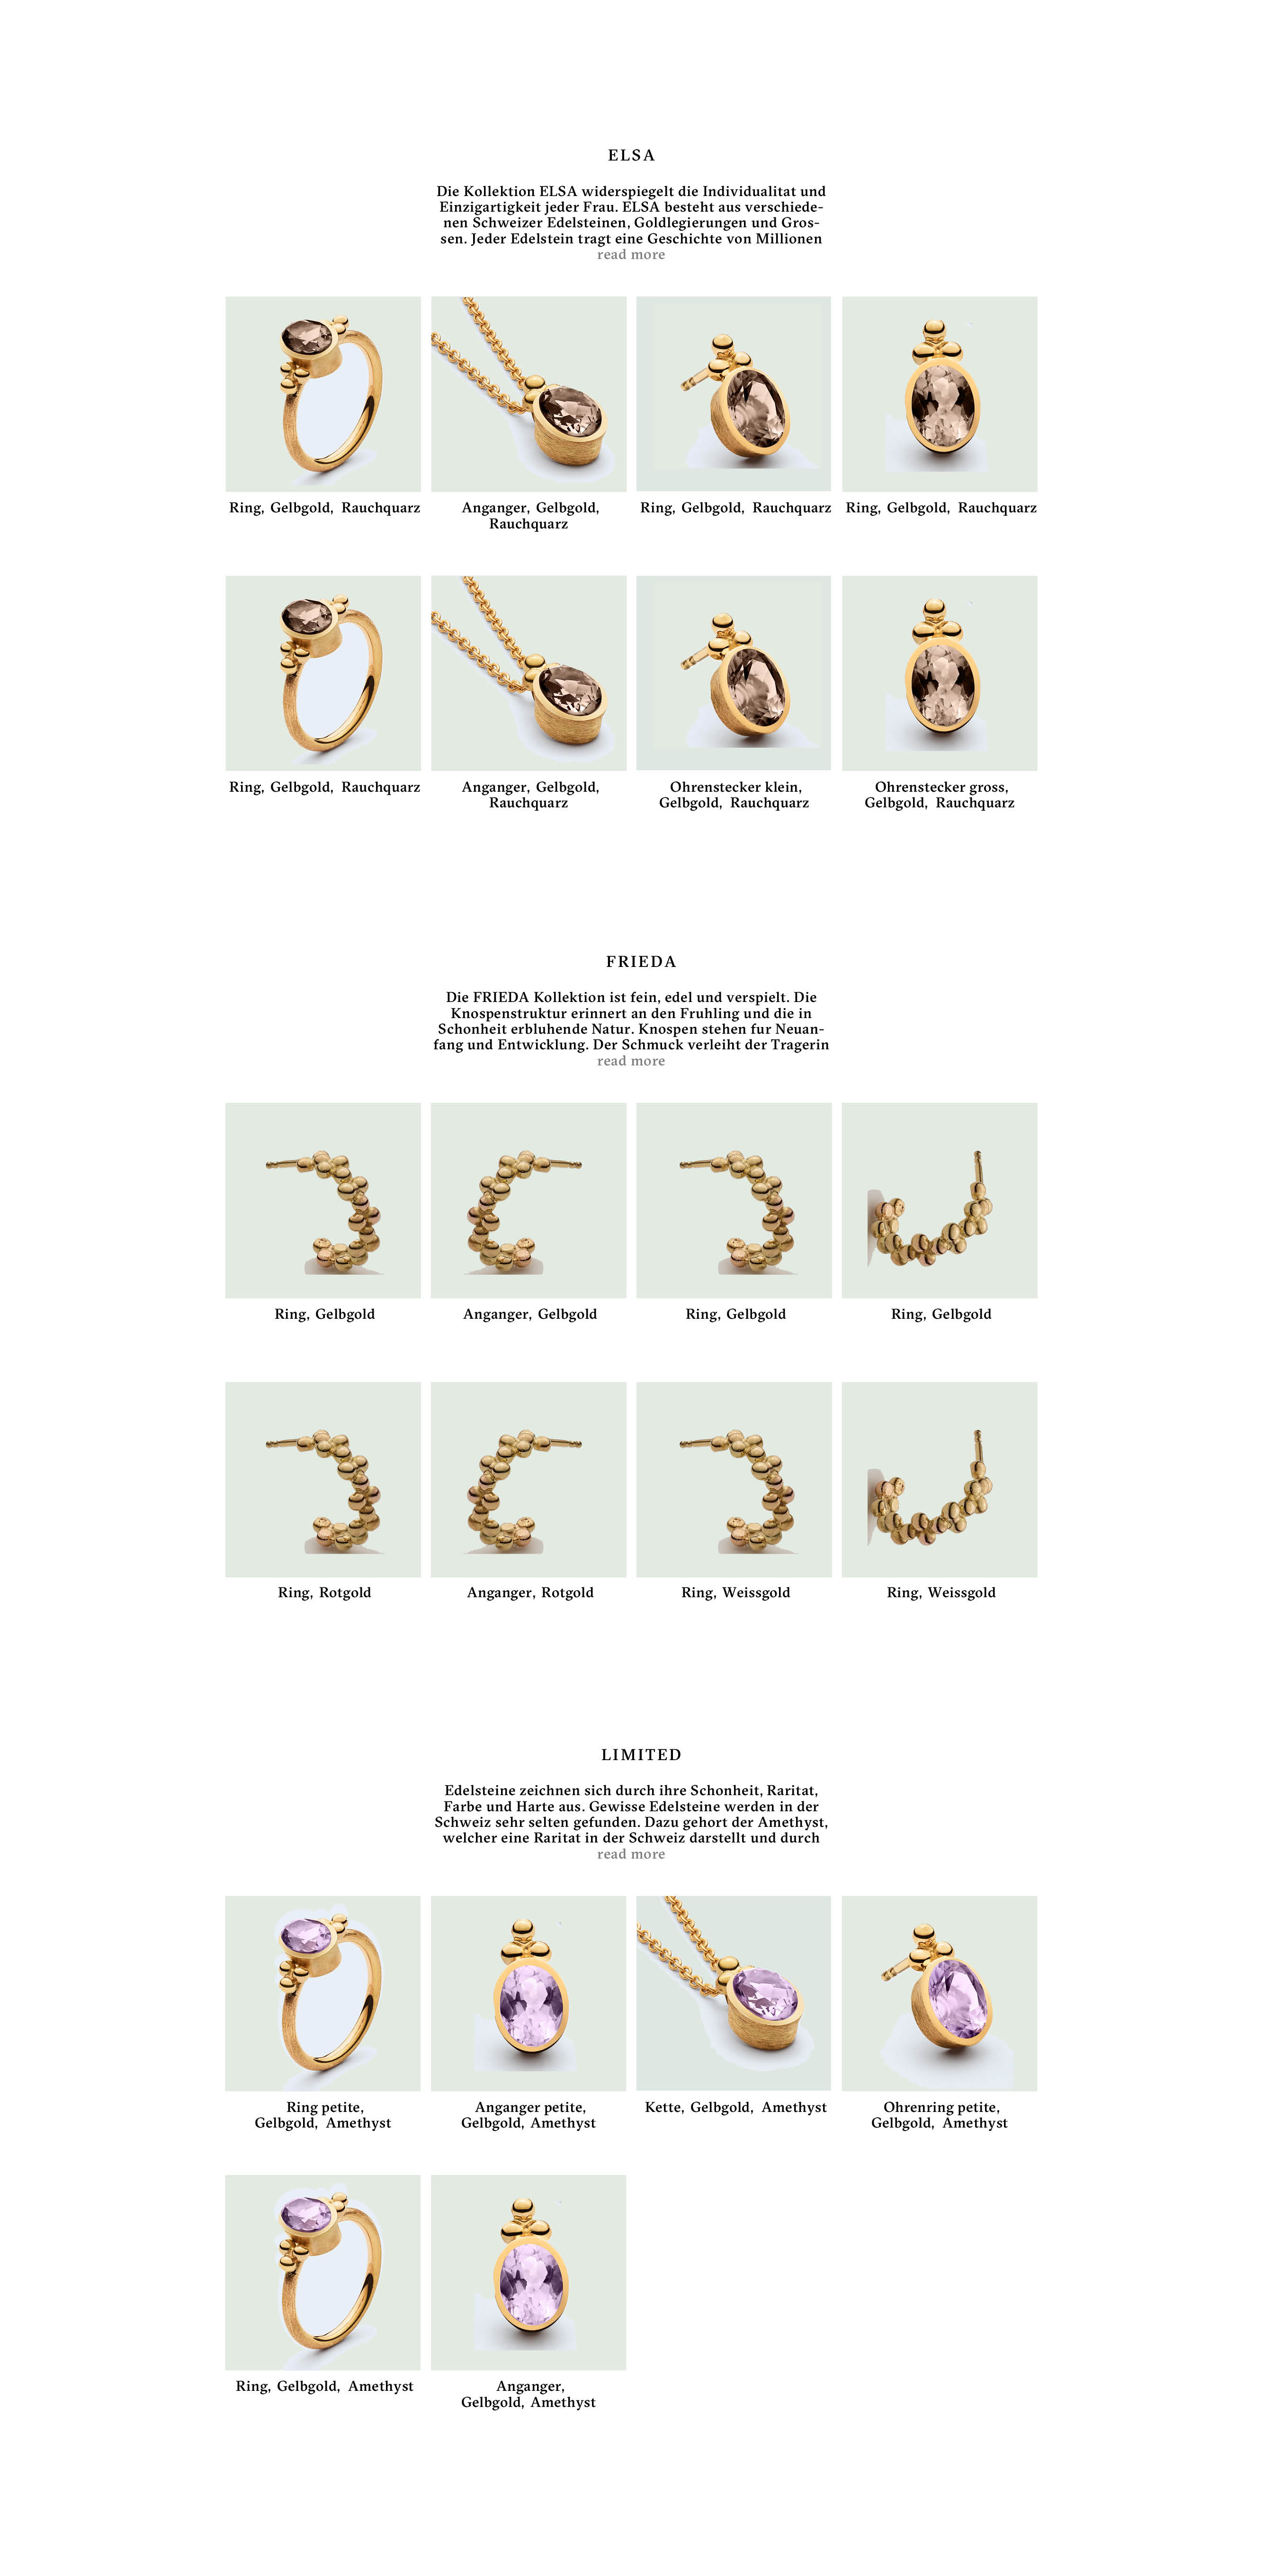 ELSA
Die Kollektion ELSA widerspiegelt die Individualitat und
Einzigartigkeit jeder Frau. ELSA besteht aus verschiede-
nen Schweizer Edelsteinen, Goldlegierungen und Gros-
sen. Jeder Edelstein tragt eine Geschichte von Millionen
read more
Ring, Gelbgold, Rauchquarz
Anganger, Gelbgold,
Rauchquarz
Ring, Gelbgold, Rauchquarz
Ring, Gelbgold, Rauchquarz
Ring, Gelbgold, Rauchquarz
Anganger, Gelbgold,
Rauchquarz
Ohrenstecker klein,
Gelbgold, Rauchquarz
Ohrenstecker gross,
Gelbgold, Rauchquarz
FRIEDA
Die FRIEDA Kollektion ist fein, edel und verspielt. Die
Knospenstruktur erinnert an den Fruhling und die in
Schonheit erbluhende Natur. Knospen stehen fur Neuan-
fang und Entwicklung. Der Schmuck verleiht der Tragerin
read more
Ring, Gelbgold
Anganger, Gelbgold
Ring, Gelbgold
Ring, Gelbgold
Ring, Rotgold
Anganger, Rotgold
Ring, Weissgold
Ring, Weissgold
LIMITED
Edelsteine zeichnen sich durch ihre Schonheit, Raritat,
Farbe und Harte aus. Gewisse Edelsteine werden in der
Schweiz sehr selten gefunden. Dazu gehort der Amethyst,
welcher eine Raritat in der Schweiz darstellt und durch
read more
Ring petite,
Gelbgold, Amethyst
Anganger petite,
Gelbgold, Amethyst
Kette, Gelbgold, Amethyst
Ohrenring petite,
Gelbgold, Amethyst
Ring, Gelbgold, Amethyst
Anganger,
Gelbgold, Amethyst